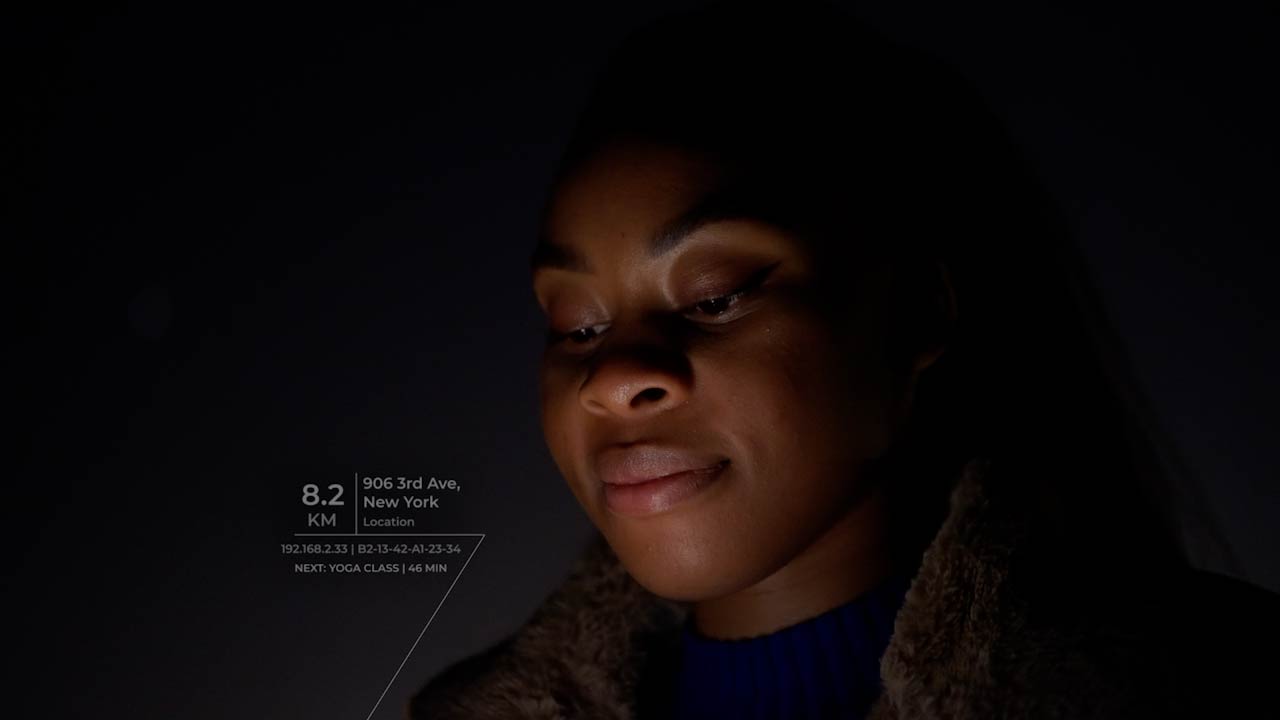 8.2
KM
906 3rd Ave,
New York
Location
192.168.2.33 | B2-13-42-A1-23-34
NEXT: YOGA CLASS | 46 MIN